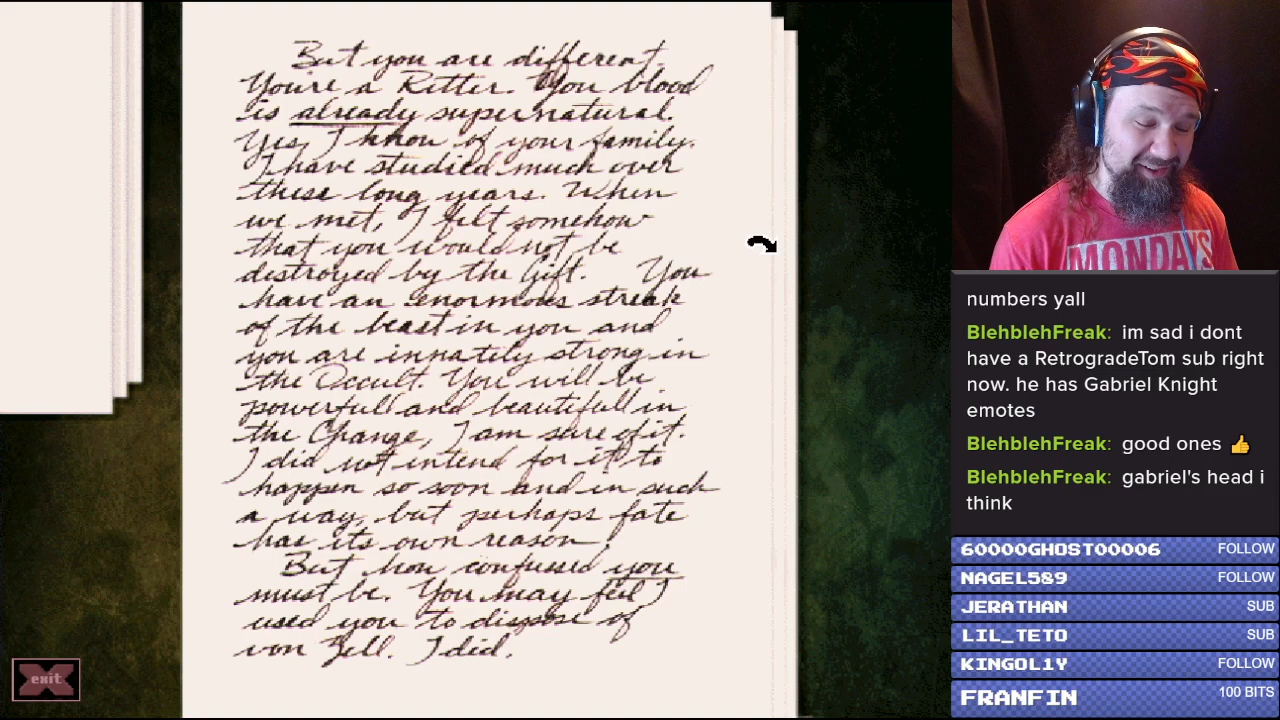 But you are different.
You're a Ritter. You blood
is already supernatural.
Yes, I know of your family.
I have studied much over
these long years. When
we met, I felt somehow
that you would not be
destroyed by the Gift. You
have an enormous streak
of the beast in you and
you are innately strong in
the Occult. You will be
powerfull and beautifull in
the Change, I am sure of it.
I did not intend for it to
happen so soon and in such
a way, but perhaps fate
has its own reason.
But how confused you
must be. You may feel I
used you to dispose of
von Zell. I did.
exit
MONDAYS
numbers yall
BlehblehFreak: im sad i dont
have a RetrogradeTom sub right
now. he has Gabriel Knight
emotes
BlehblehFreak: good ones 👍
BlehblehFreak: gabriel's head i
think
60000GHOST00006 FOLLOW
NAGEL589 FOLLOW
JERATHAN SUB
LIL_TETO SUB
KINGOL1Y FOLLOW
FRANFIN 100 BITS